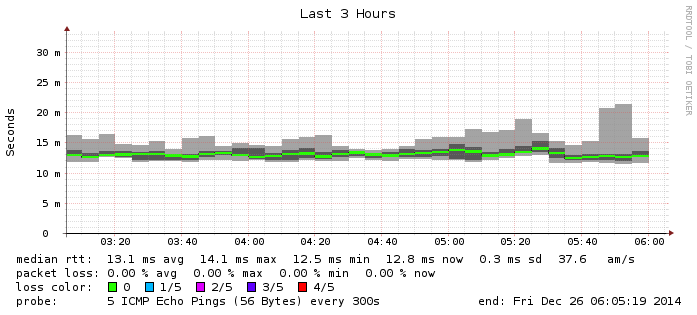 Last 3 Hours
RRDTOOL / TOBI OETIKER
Seconds
30 m
25 m
20 m
15 m
10 m
5 m
0
03:20 03:40 04:00 04:20 04:40 05:00 05:20 05:40 06:00
median rtt: 13.1 ms avg 14.1 ms max 12.5 ms min 12.8 ms now 0.3 ms sd 37.6 am/s
packet loss: 0.00 % avg 0.00 % max 0.00 % min 0.00 % now
loss color: 0 1/5 2/5 3/5 4/5
probe: 5 ICMP Echo Pings (56 Bytes) every 300s end: Fri Dec 26 06:05:19 2014